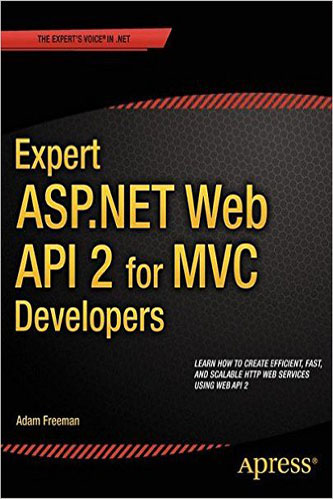 THE EXPERT'S VOICE® IN .NET
Expert
ASP.NET Web
API 2 for MVC
Developers
LEARN HOW TO CREATE EFFICIENT, FAST,
AND SCALABLE HTTP WEB SERVICES
USING WEB API 2
Adam Freeman
Apress®